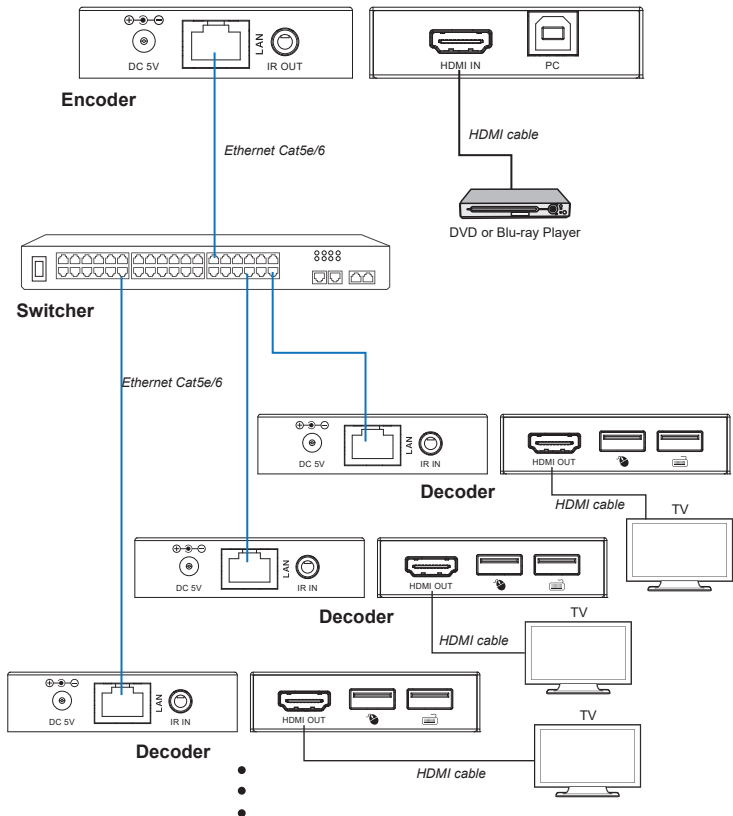 DC 5V
LAN
IR OUT
HDMI IN
PC
Encoder
Ethernet Cat5e/6
HDMI cable
DVD or Blu-ray Player
Switcher
Ethernet Cat5e/6
DC 5V
LAN
IR IN
HDMI OUT
Decoder
HDMI cable
TV
DC 5V
LAN
IR IN
HDMI OUT
Decoder
HDMI cable
TV
DC 5V
LAN
IR IN
HDMI OUT
Decoder
HDMI cable
TV